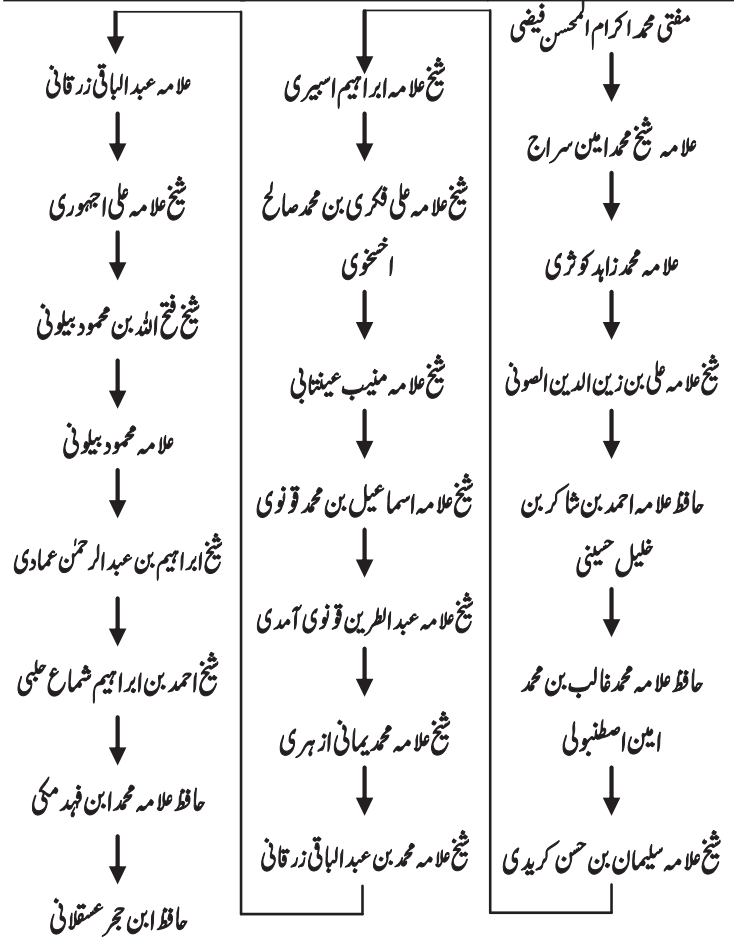 مفتی محمد اکرام المحسن فیضی
علامہ شیخ محمد امین سراج
علامہ محمد زاہد کوثری
شیخ علامہ علی بن زین الدین الصونی
حافظ علامہ احمد بن شاکر بن
خلیل حسینی
حافظ علامہ محمد غالب بن محمد
امین اصطنبولی
شیخ علامہ سلیمان بن حسن کریدی
شیخ علامہ ابراہیم اسبیری
شیخ علامہ علی فکری بن محمد صالح
اخسخوی
شیخ علامہ منیب عینتابی
شیخ علامہ اسماعیل بن محمد قونوی
شیخ علامہ عبد الطرین قونوی آمدی
شیخ علامہ محمد یمانی ازہری
شیخ علامہ محمد بن عبد الباقی زرقانی
علامہ عبد الباقی زرقانی
شیخ علامہ علی اجہوری
شیخ فتح اللہ بن محمود بیلونی
علامہ محمود بیلونی
شیخ ابراہیم بن عبد الرحمٰن عمادی
شیخ احمد بن ابراہیم شماع حلبی
حافظ علامہ محمد ابن فہد مکی
حافظ ابن حجر عسقلانی